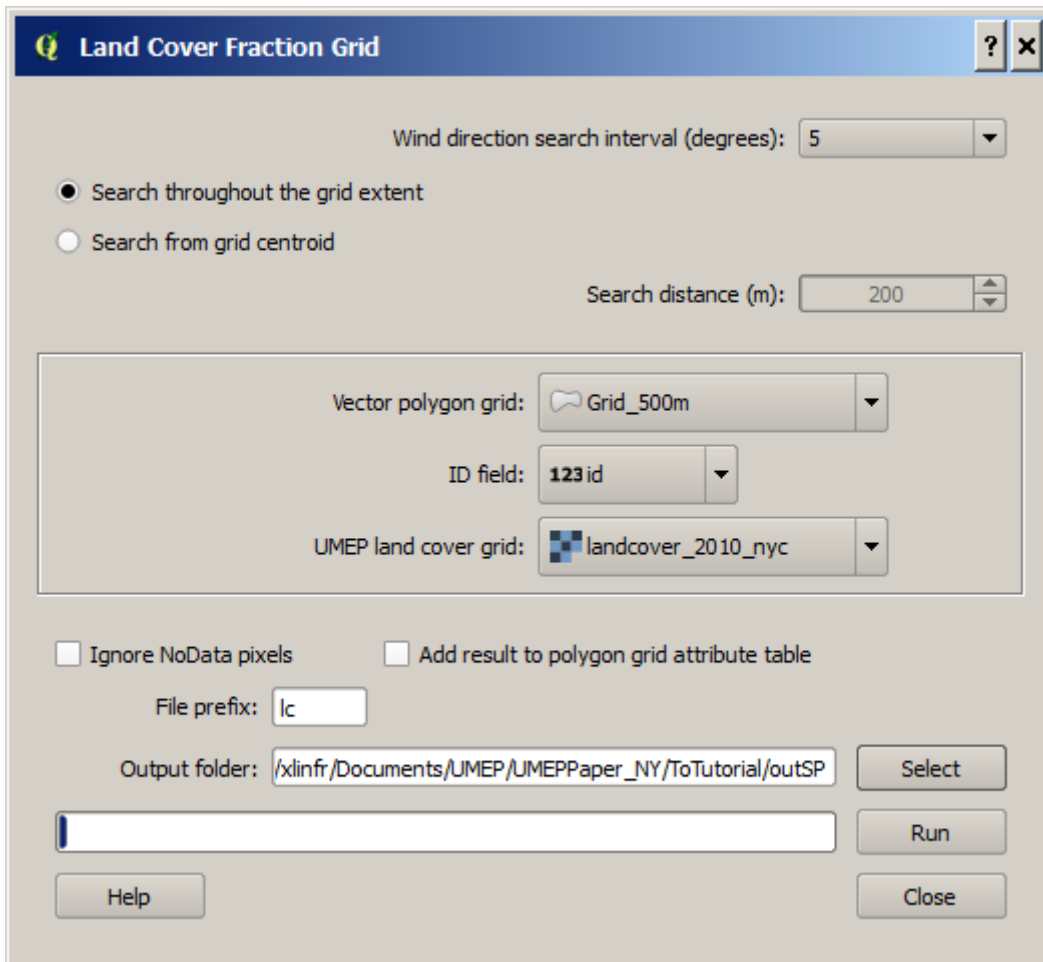 Land Cover Fraction Grid
?
Wind direction search interval (degrees): 5
Search throughout the grid extent
Search from grid centroid
Search distance (m): 200
Vector polygon grid: Grid_500m
ID field: 123 id
UMEP land cover grid: landcover_2010_nyc
Ignore NoData pixels Add result to polygon grid attribute table
File prefix: lc
Output folder: /xlinfr/Documents/UMEP/UMEPPaper_NY/ToTutorial/outSP Select
Run
Help Close